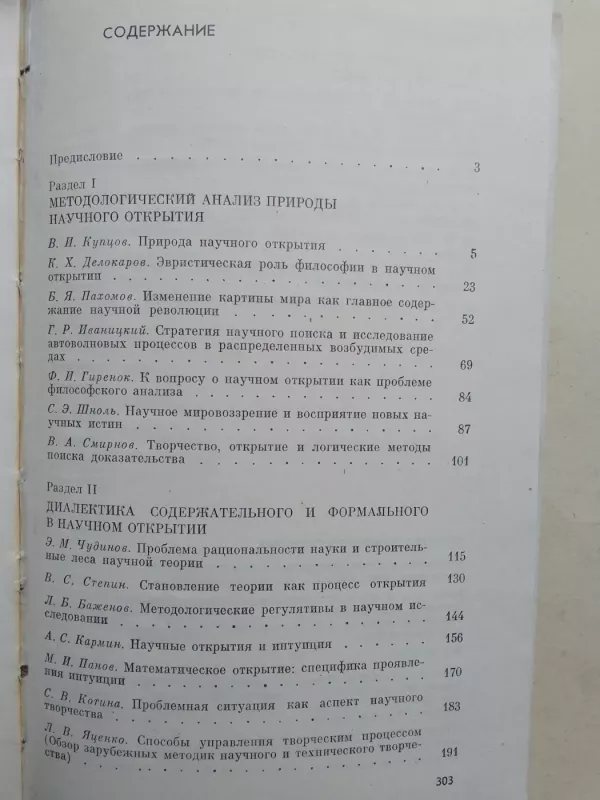 СОДЕРЖАНИЕ
Предисловие . . . . . . . . . . . . . . . . 3
Раздел I
МЕТОДОЛОГИЧЕСКИЙ АНАЛИЗ ПРИРОДЫ
НАУЧНОГО ОТКРЫТИЯ
В. И. Купцов. Природа научного открытия . . . . . . 5
К. Х. Делокаров. Эвристическая роль философии в научном
открытии . . . . . . . . . . . . . . . . 23
Б. Я. Пахомов. Изменение картины мира как главное содер-
жание научной революции . . . . . . . . . . 52
Г. Р. Иваницкий. Стратегия научного поиска и исследование
автоволновых процессов в распределенных возбудимых сре-
дах . . . . . . . . . . . . . . . . . . 69
Ф. И. Гиренок. К вопросу о научном открытии как проблеме
философского анализа . . . . . . . . . . . 84
С. Э. Шноль. Научное мировоззрение и восприятие новых на-
учных истин . . . . . . . . . . . . . . . 87
В. А. Смирнов. Творчество, открытие и логические методы
поиска доказательства . . . . . . . . . . . 101
Раздел II
ДИАЛЕКТИКА СОДЕРЖАТЕЛЬНОГО И ФОРМАЛЬНОГО
В НАУЧНОМ ОТКРЫТИИ
Э. М. Чудинов. Проблема рациональности науки и строитель-
ные леса научной теории . . . . . . . . . . 115
В. С. Степин. Становление теории как процесс открытия 130
Л. Б. Баженов. Методологические регулятивы в научном ис-
следовании . . . . . . . . . . . . . . . 144
А. С. Кармин. Научные открытия и интуиция . . . . . 156
М. И. Панов. Математическое открытие: специфика проявле-
ния интуиции . . . . . . . . . . . . . . 170
С. В. Котина. Проблемная ситуация как аспект научного
творчества . . . . . . . . . . . . . . . 183
Л. В. Яценко. Способы управления творческим процессом
(Обзор зарубежных методик научного и технического творче-
ства) . . . . . . . . . . . . . . . . . 191
303